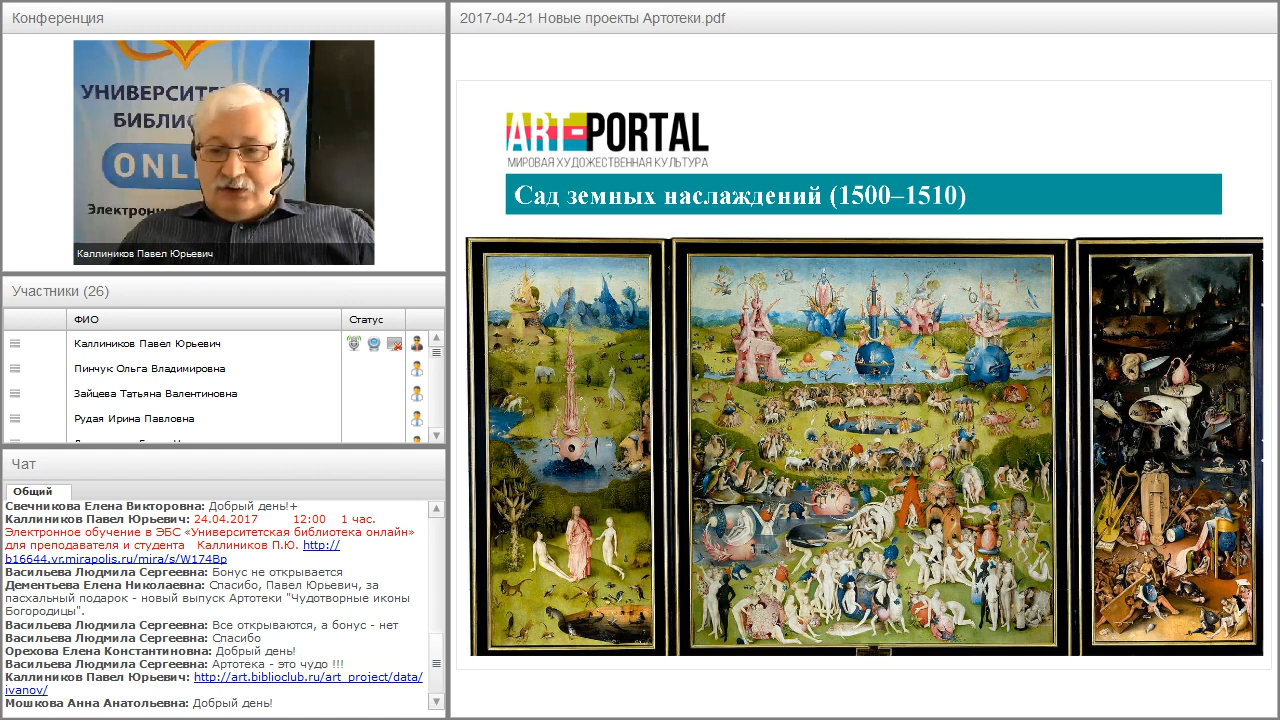 Конференция
УНИВЕРСИТЕТСКАЯ
ONL
Электронн
Каллиников Павел Юрьевич
Участники (26)
ФИО Статус
Каллиников Павел Юрьевич
Пинчук Ольга Владимировна
Зайцева Татьяна Валентиновна
Рудая Ирина Павловна
Чат
Общий
Свечникова Елена Викторовна: Добрый день!+
Каллиников Павел Юрьевич: 24.04.2017 12:00 1 час.
Электронное обучение в ЭБС «Университетская библиотека онлайн»
для преподавателя и студента Каллиников П.Ю. http://
b16644.vr.mirapolis.ru/mira/s/W174Bp
Васильева Людмила Сергеевна: Бонус не открывается
Дементьева Елена Николаевна: Спасибо, Павел Юрьевич, за
пасхальный подарок - новый выпуск Артотеки "Чудотворные иконы
Богородицы".
Васильева Людмила Сергеевна: Все открываются, а бонус - нет
Васильева Людмила Сергеевна: Спасибо
Орехова Елена Константиновна: Добрый день!
Васильева Людмила Сергеевна: Артотека - это чудо !!!
Каллиников Павел Юрьевич: http://art.biblioclub.ru/art_project/data/
ivanov/
Мошкова Анна Анатольевна: Добрый день!
2017-04-21 Новые проекты Артотеки.pdf
ART-PORTAL
МИРОВАЯ ХУДОЖЕСТВЕННАЯ КУЛЬТУРА
Сад земных наслаждений (1500–1510)